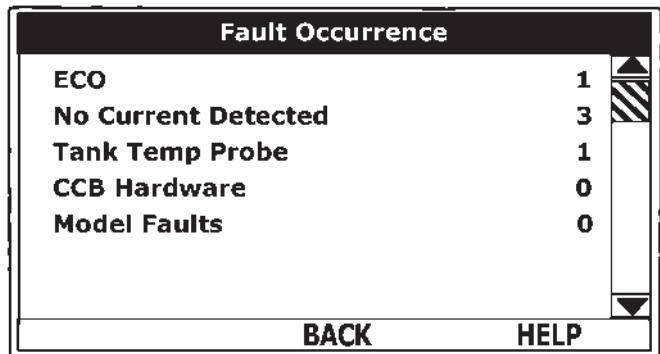 Fault Occurrence
ECO 1
No Current Detected 3
Tank Temp Probe 1
CCB Hardware 0
Model Faults 0
BACK HELP